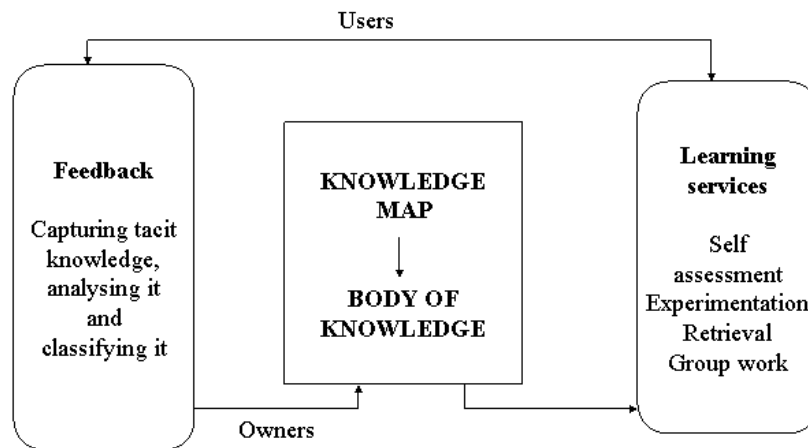 Users
Feedback
Capturing tacit
knowledge,
analysing it
and
classifying it
KNOWLEDGE
MAP
BODY OF
KNOWLEDGE
Learning
services
Self
assessment
Experimentation
Retrieval
Group work
Owners